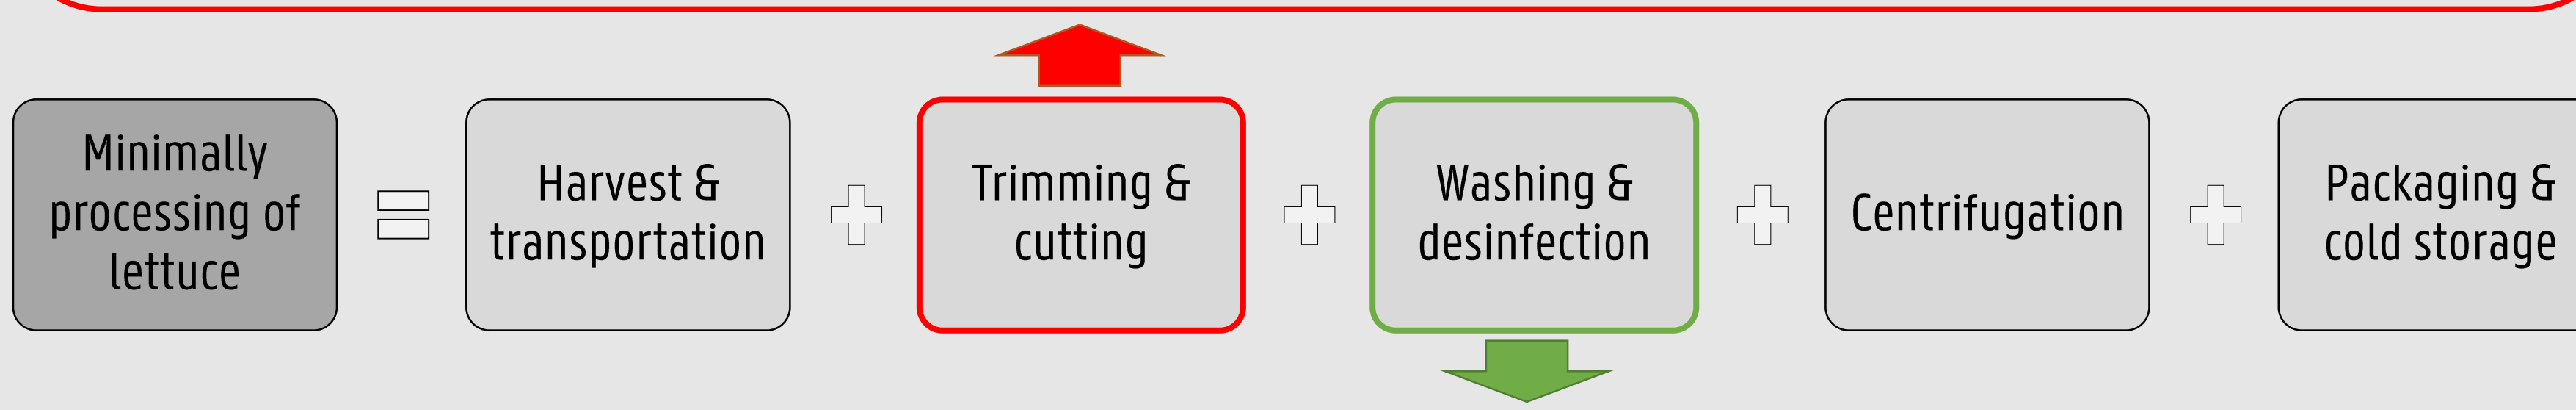 Minimally
processing of
lettuce
Harvest &
transportation
Trimming &
cutting
Washing &
desinfection
Centrifugation
Packaging &
cold storage